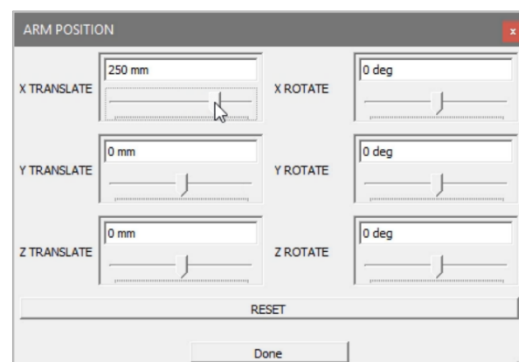 ARM POSITION
x
250 mm
X TRANSLATE
0 deg
X ROTATE
0 mm
Y TRANSLATE
0 deg
Y ROTATE
0 mm
Z TRANSLATE
0 deg
Z ROTATE
RESET
Done